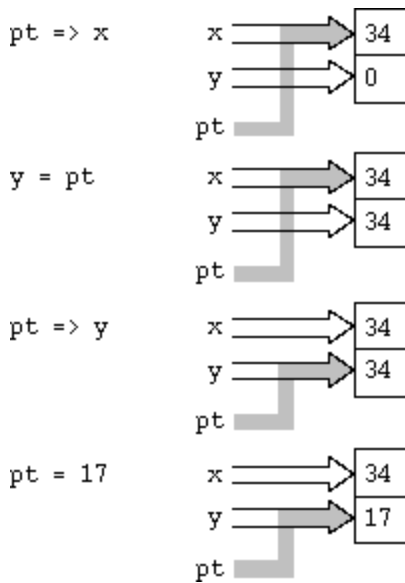 pt => x x 34
y 0
pt
y = pt x 34
y 34
pt
pt => y x 34
y 34
pt
pt = 17 x 34
y 17
pt